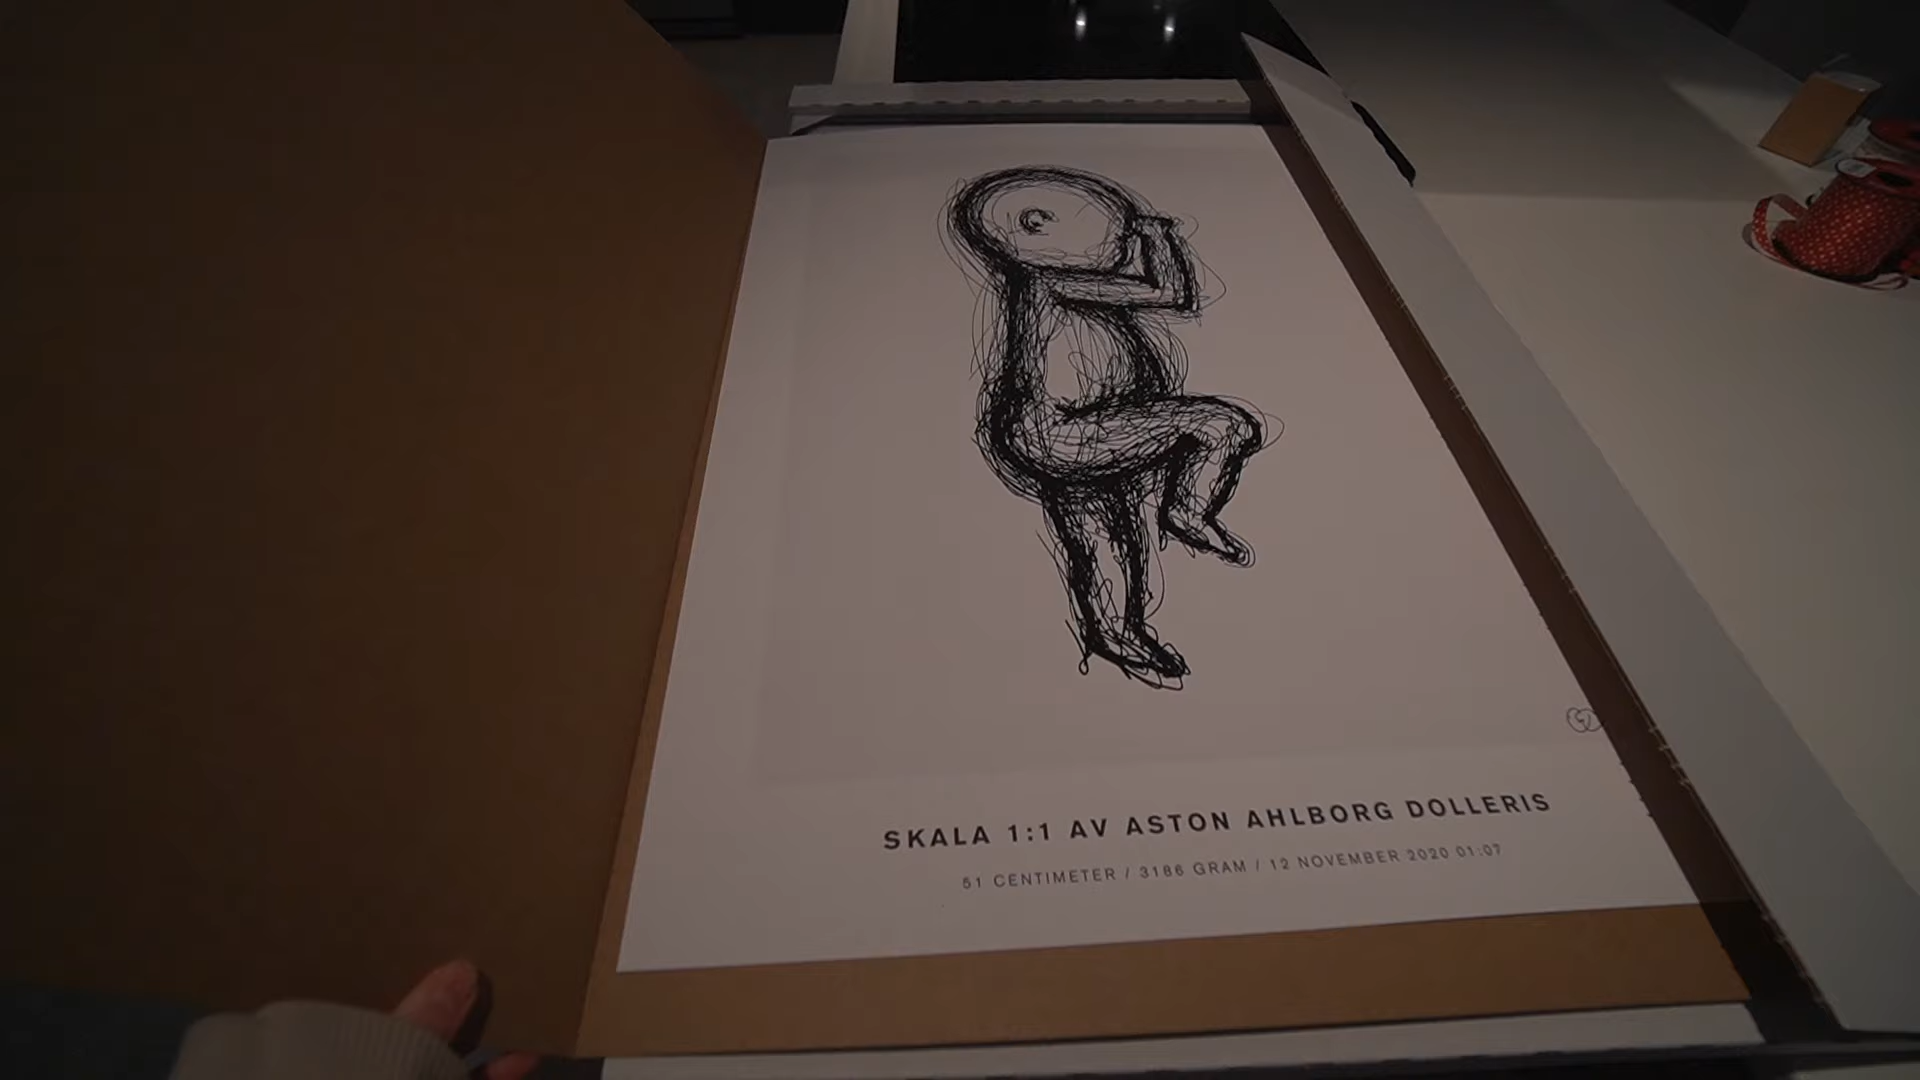 SKALA 1:1 AV ASTON AHLBORG DOLLERIS
51 CENTIMETER / 3186 GRAM / 12 NOVEMBER 2020 01:07